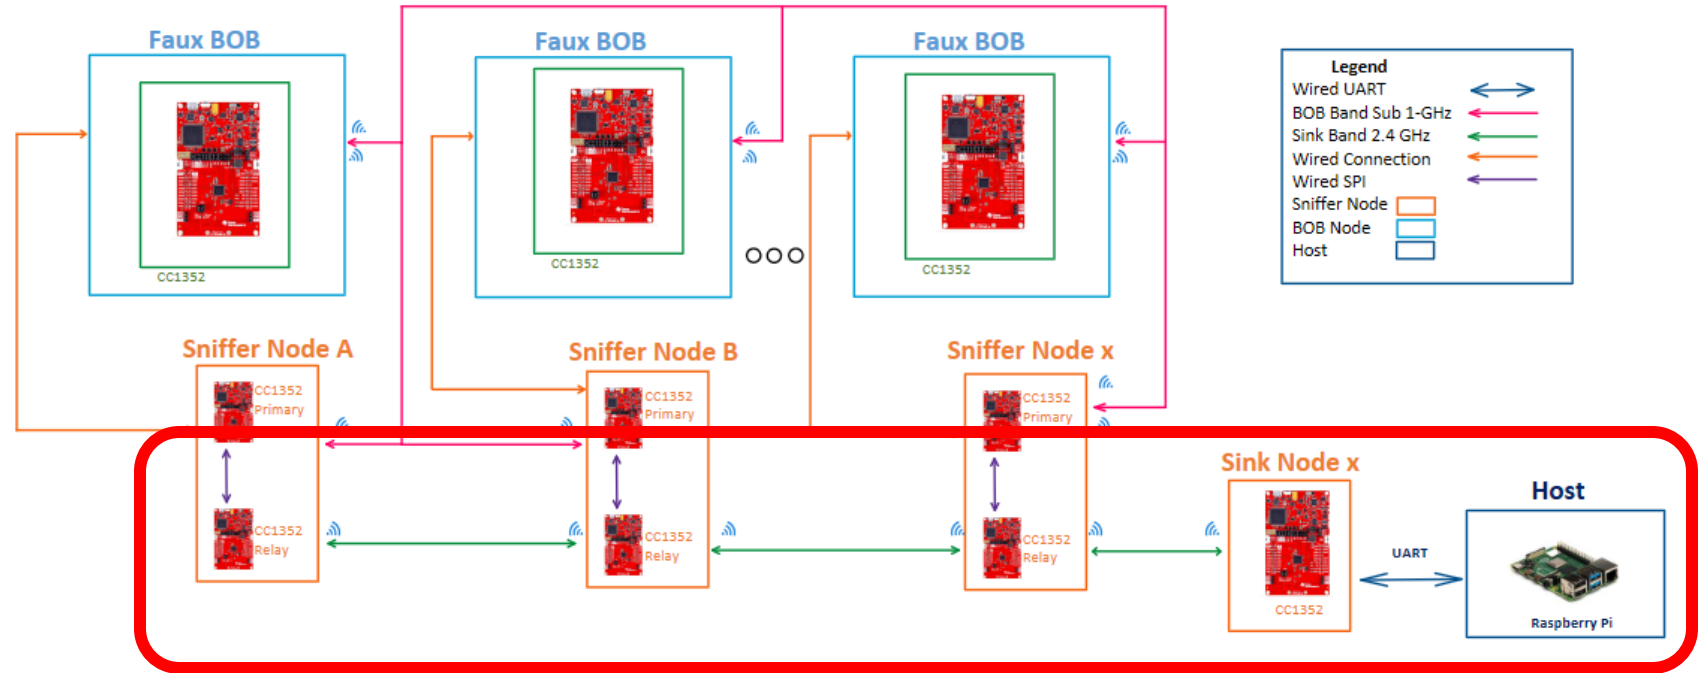 Faux BOB
Faux BOB
Faux BOB
CC1352
CC1352
CC1352
Legend
Wired UART
BOB Band Sub 1-GHz
Sink Band 2.4 GHz
Wired Connection
Wired SPI
Sniffer Node
BOB Node
Host
Sniffer Node A
CC1352
Primary
CC1352
Relay
Sniffer Node B
CC1352
Primary
CC1352
Relay
Sniffer Node x
CC1352
Primary
CC1352
Relay
Sink Node x
CC1352
UART
Host
Raspberry Pi